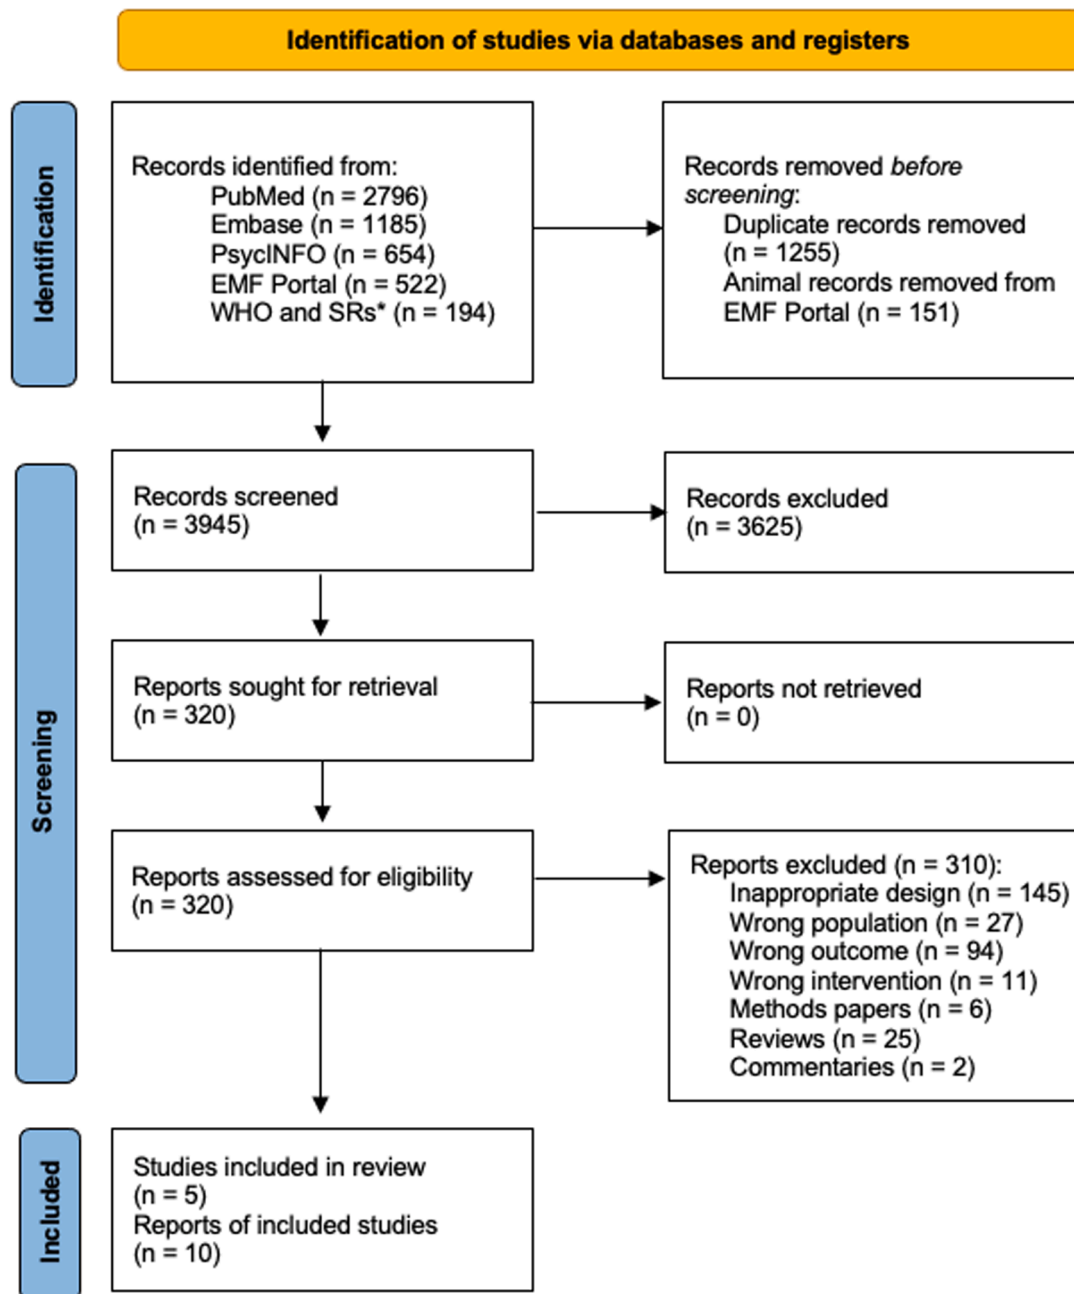 Identification of studies via databases and registers
Identification
Records identified from:
PubMed (n = 2796)
Embase (n = 1185)
PsycINFO (n = 654)
EMF Portal (n = 522)
WHO and SRs* (n = 194)
Records removed before
screening:
Duplicate records removed
(n = 1255)
Animal records removed from
EMF Portal (n = 151)
Screening
Records screened
(n = 3945)
Records excluded
(n = 3625)
Reports sought for retrieval
(n = 320)
Reports not retrieved
(n = 0)
Reports assessed for eligibility
(n = 320)
Reports excluded (n = 310):
Inappropriate design (n = 145)
Wrong population (n = 27)
Wrong outcome (n = 94)
Wrong intervention (n = 11)
Methods papers (n = 6)
Reviews (n = 25)
Commentaries (n = 2)
Included
Studies included in review
(n = 5)
Reports of included studies
(n = 10)